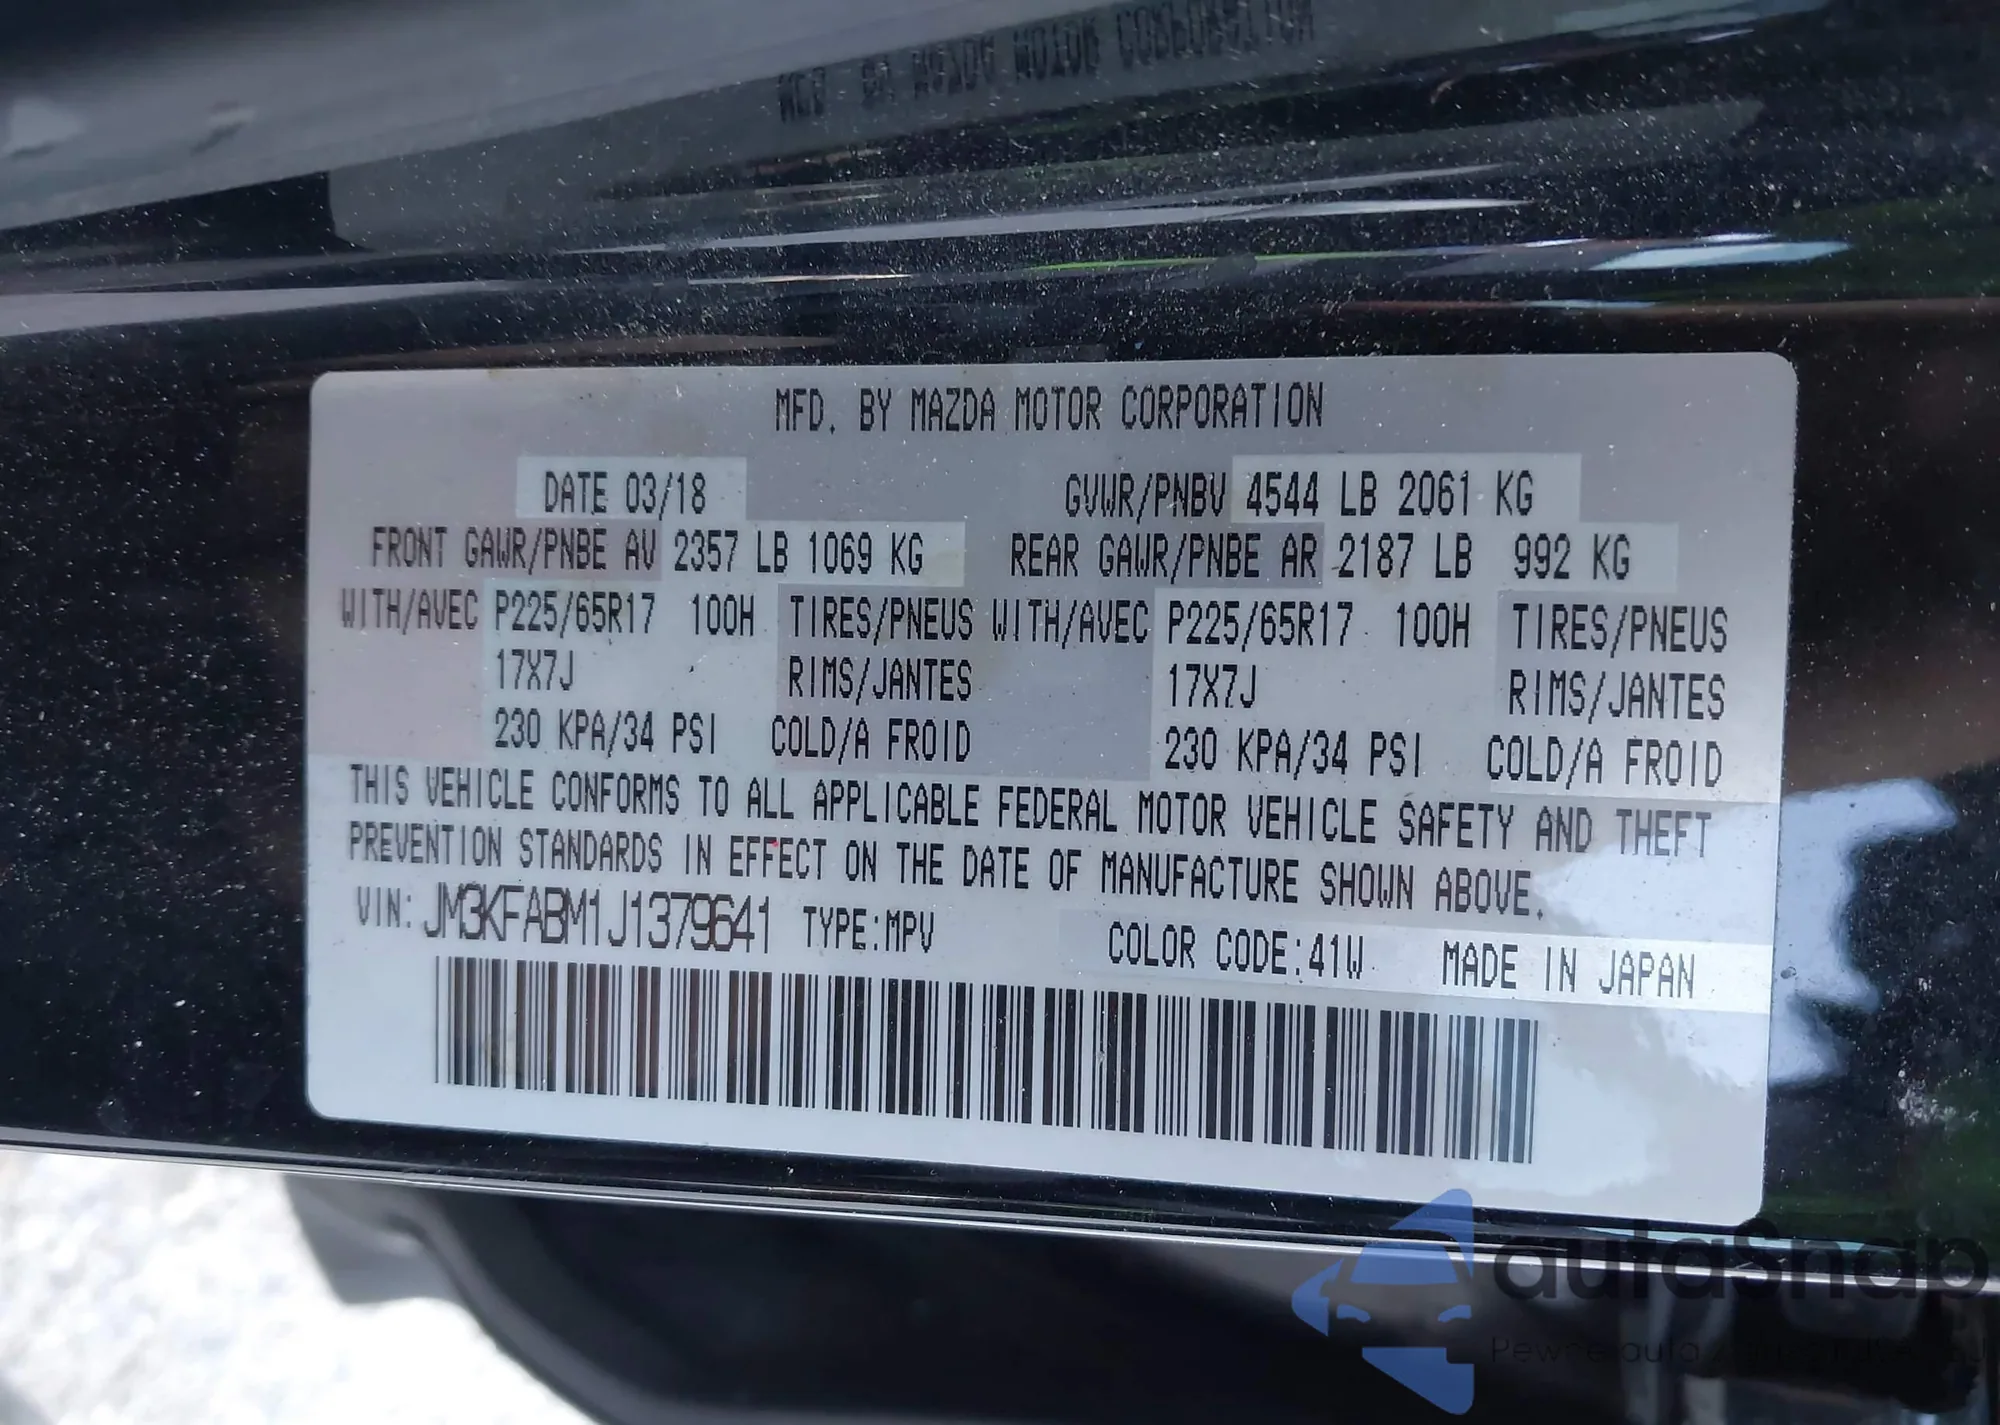 MFD. BY MAZDA MOTOR CORPORATION
DATE 03/18 GVWR/PNBV 4544 LB 2061 KG
FRONT GAWR/PNBE AV 2357 LB 1069 KG REAR GAWR/PNBE AR 2187 LB 992 KG
WITH/AVEC P225/65R17 100H TIRES/PNEUS WITH/AVEC P225/65R17 100H TIRES/PNEUS
17X7J RIMS/JANTES 17X7J RIMS/JANTES
230 KPA/34 PSI COLD/A FROID 230 KPA/34 PSI COLD/A FROID
THIS VEHICLE CONFORMS TO ALL APPLICABLE FEDERAL MOTOR VEHICLE SAFETY AND THEFT
PREVENTION STANDARDS IN EFFECT ON THE DATE OF MANUFACTURE SHOWN ABOVE.
VIN: JM3KFABM1J1379641 TYPE:MPV COLOR CODE:41W MADE IN JAPAN
autaSnap
Pewne auta